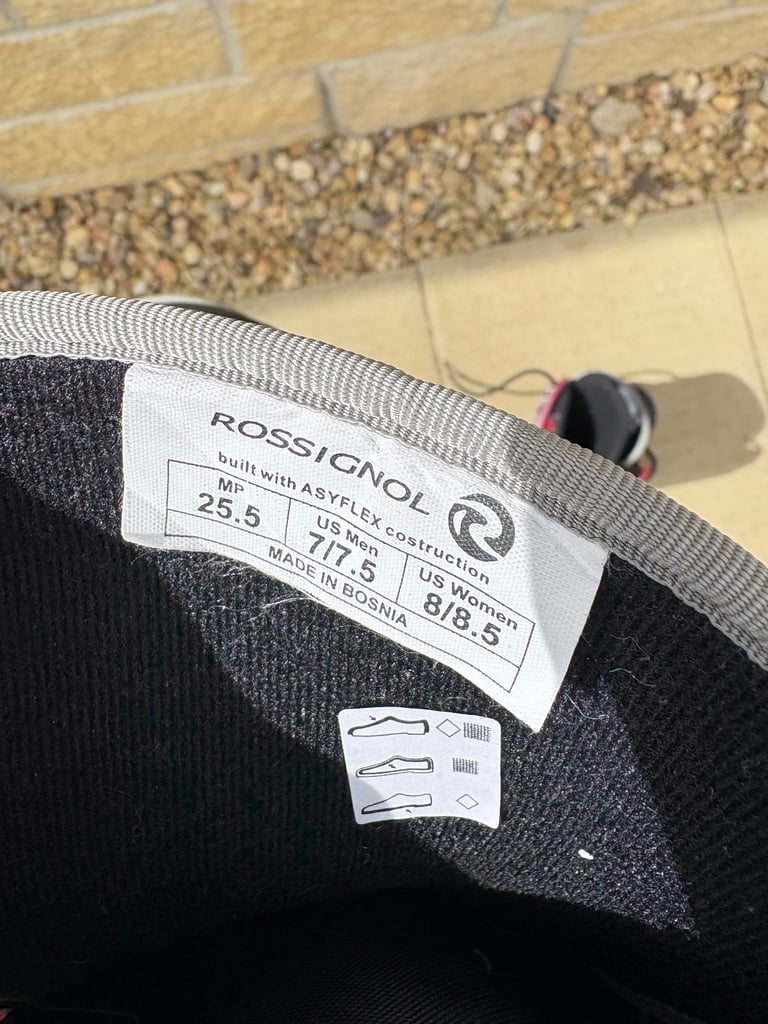 ROSSIGNOL
built with ASYFLEX costruction
MP US Men US Women
25.5 7/7.5 8/8.5
MADE IN BOSNIA